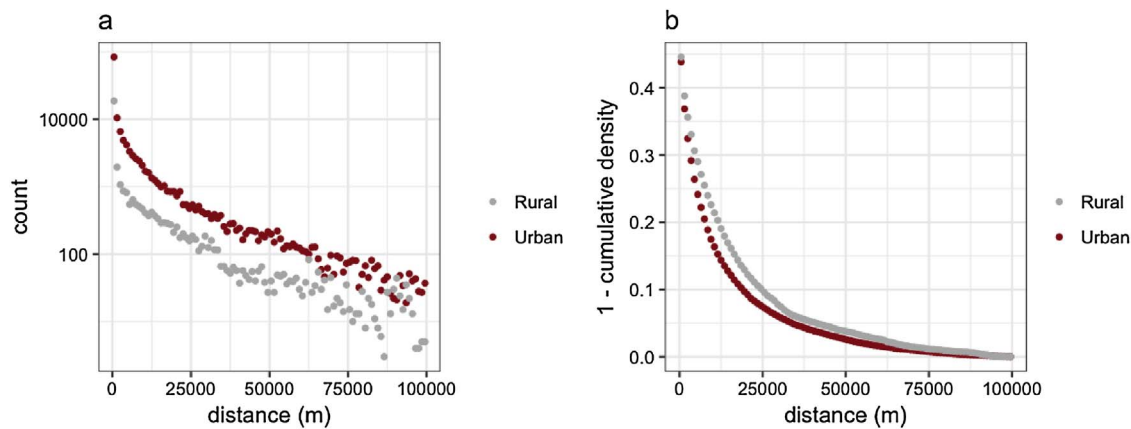 a
count
10000
100
0
25000
50000
75000
100000
distance (m)
Rural
Urban
b
1 - cumulative density
0.4
0.3
0.2
0.1
0.0
0
25000
50000
75000
100000
distance (m)
Rural
Urban